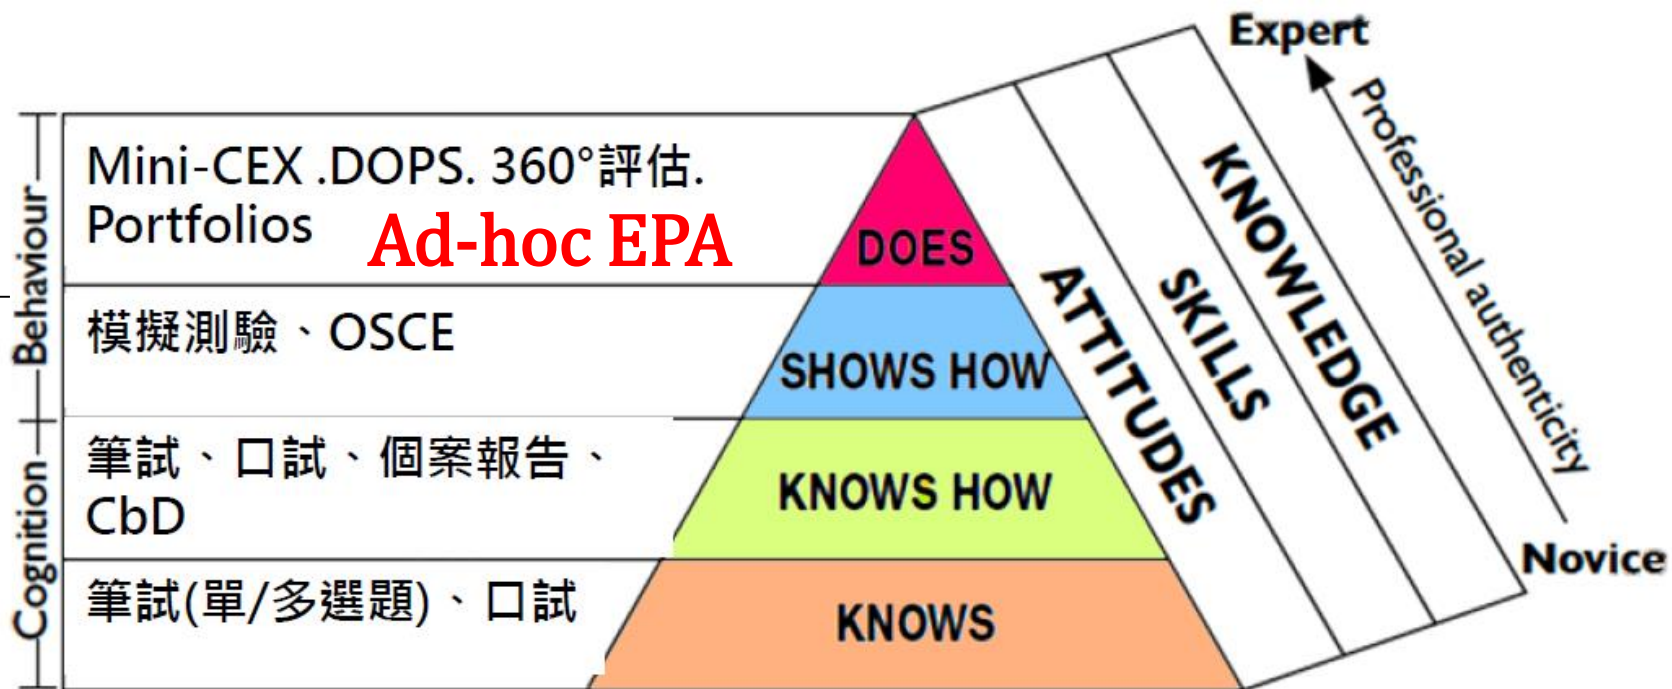 Expert
Professional authenticity
Novice
KNOWLEDGE
SKILLS
ATTITUDES
Behaviour
Cognition
Mini-CEX .DOPS. 360°評估.
Portfolios
Ad-hoc EPA
DOES
模擬測驗、OSCE
SHOWS HOW
筆試、口試、個案報告、
CbD
KNOWS HOW
筆試(單/多選題)、口試
KNOWS